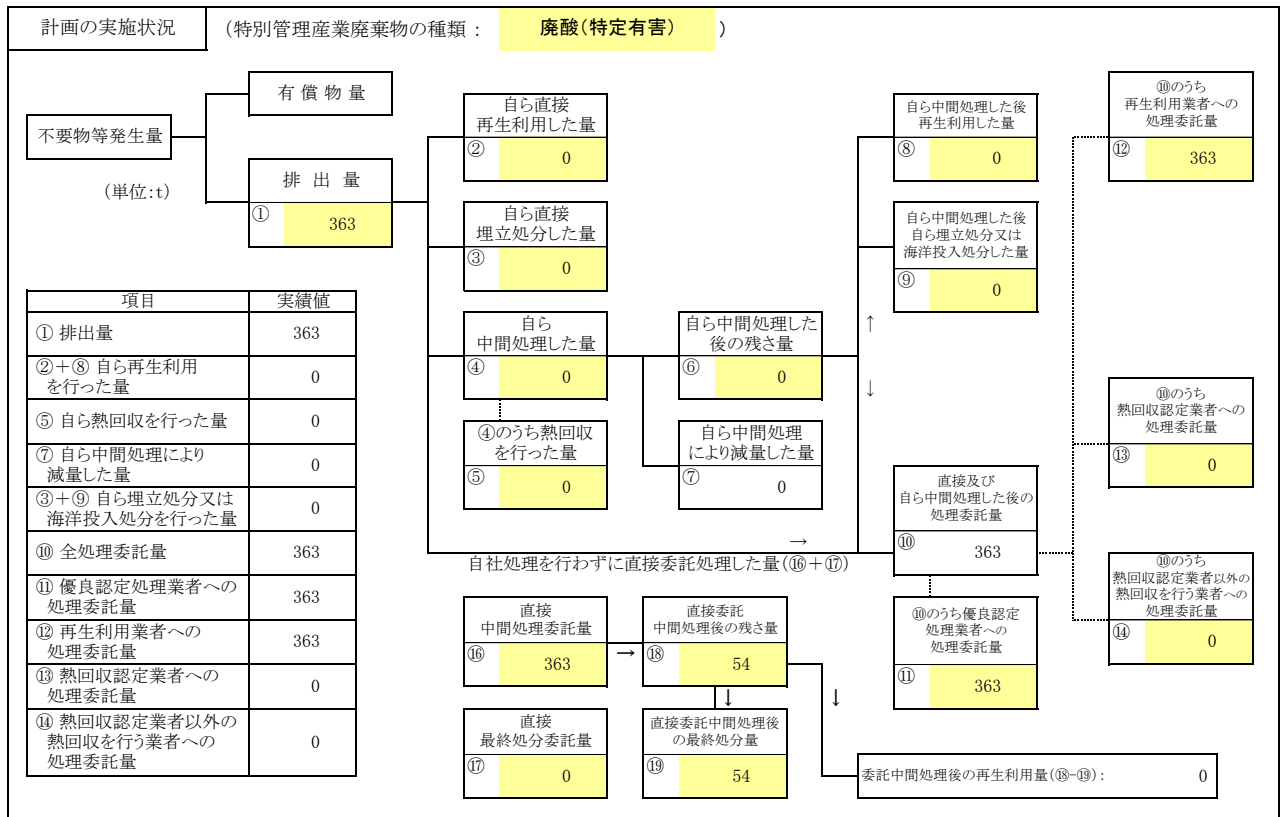 計画の実施状況
(特別管理産業廃棄物の種類： 廃酸(特定有害) )
不要物等発生量
(単位:t)
有償物量
排出量
① 363
自ら直接
再生利用した量
② 0
自ら直接
埋立処分した量
③ 0
自ら
中間処理した量
④ 0
④のうち熱回収
を行った量
⑤ 0
自ら中間処理した
後の残さ量
⑥ 0
自ら中間処理
により減量した量
⑦ 0
自ら中間処理した後
再生利用した量
⑧ 0
自ら中間処理した後
自ら埋立処分又は
海洋投入処分した量
⑨ 0
↑
↓
直接及び
自ら中間処理した後の
処理委託量
⑩ 363
⑩のうち優良認定
処理業者への
処理委託量
⑪ 363
⑩のうち
再生利用業者への
処理委託量
⑫ 363
⑩のうち
熱回収認定業者への
処理委託量
⑬ 0
⑩のうち
熱回収認定業者以外の
熱回収を行う業者への
処理委託量
⑭ 0
→
自社処理を行わずに直接委託処理した量(⑯+⑰)
直接
中間処理委託量
⑯ 363
→
直接委託
中間処理後の残さ量
⑱ 54
↓
↓
直接
最終処分委託量
⑰ 0
直接委託中間処理後
の最終処分量
⑲ 54
委託中間処理後の再生利用量(⑱-⑲)： 0
項目 実績値
① 排出量 363
②+⑧ 自ら再生利用
を行った量 0
⑤ 自ら熱回収を行った量 0
⑦ 自ら中間処理により
減量した量 0
③+⑨ 自ら埋立処分又は
海洋投入処分を行った量 0
⑩ 全処理委託量 363
⑪ 優良認定処理業者への
処理委託量 363
⑫ 再生利用業者への
処理委託量 363
⑬ 熱回収認定業者への
処理委託量 0
⑭ 熱回収認定業者以外の
熱回収を行う業者への
処理委託量 0